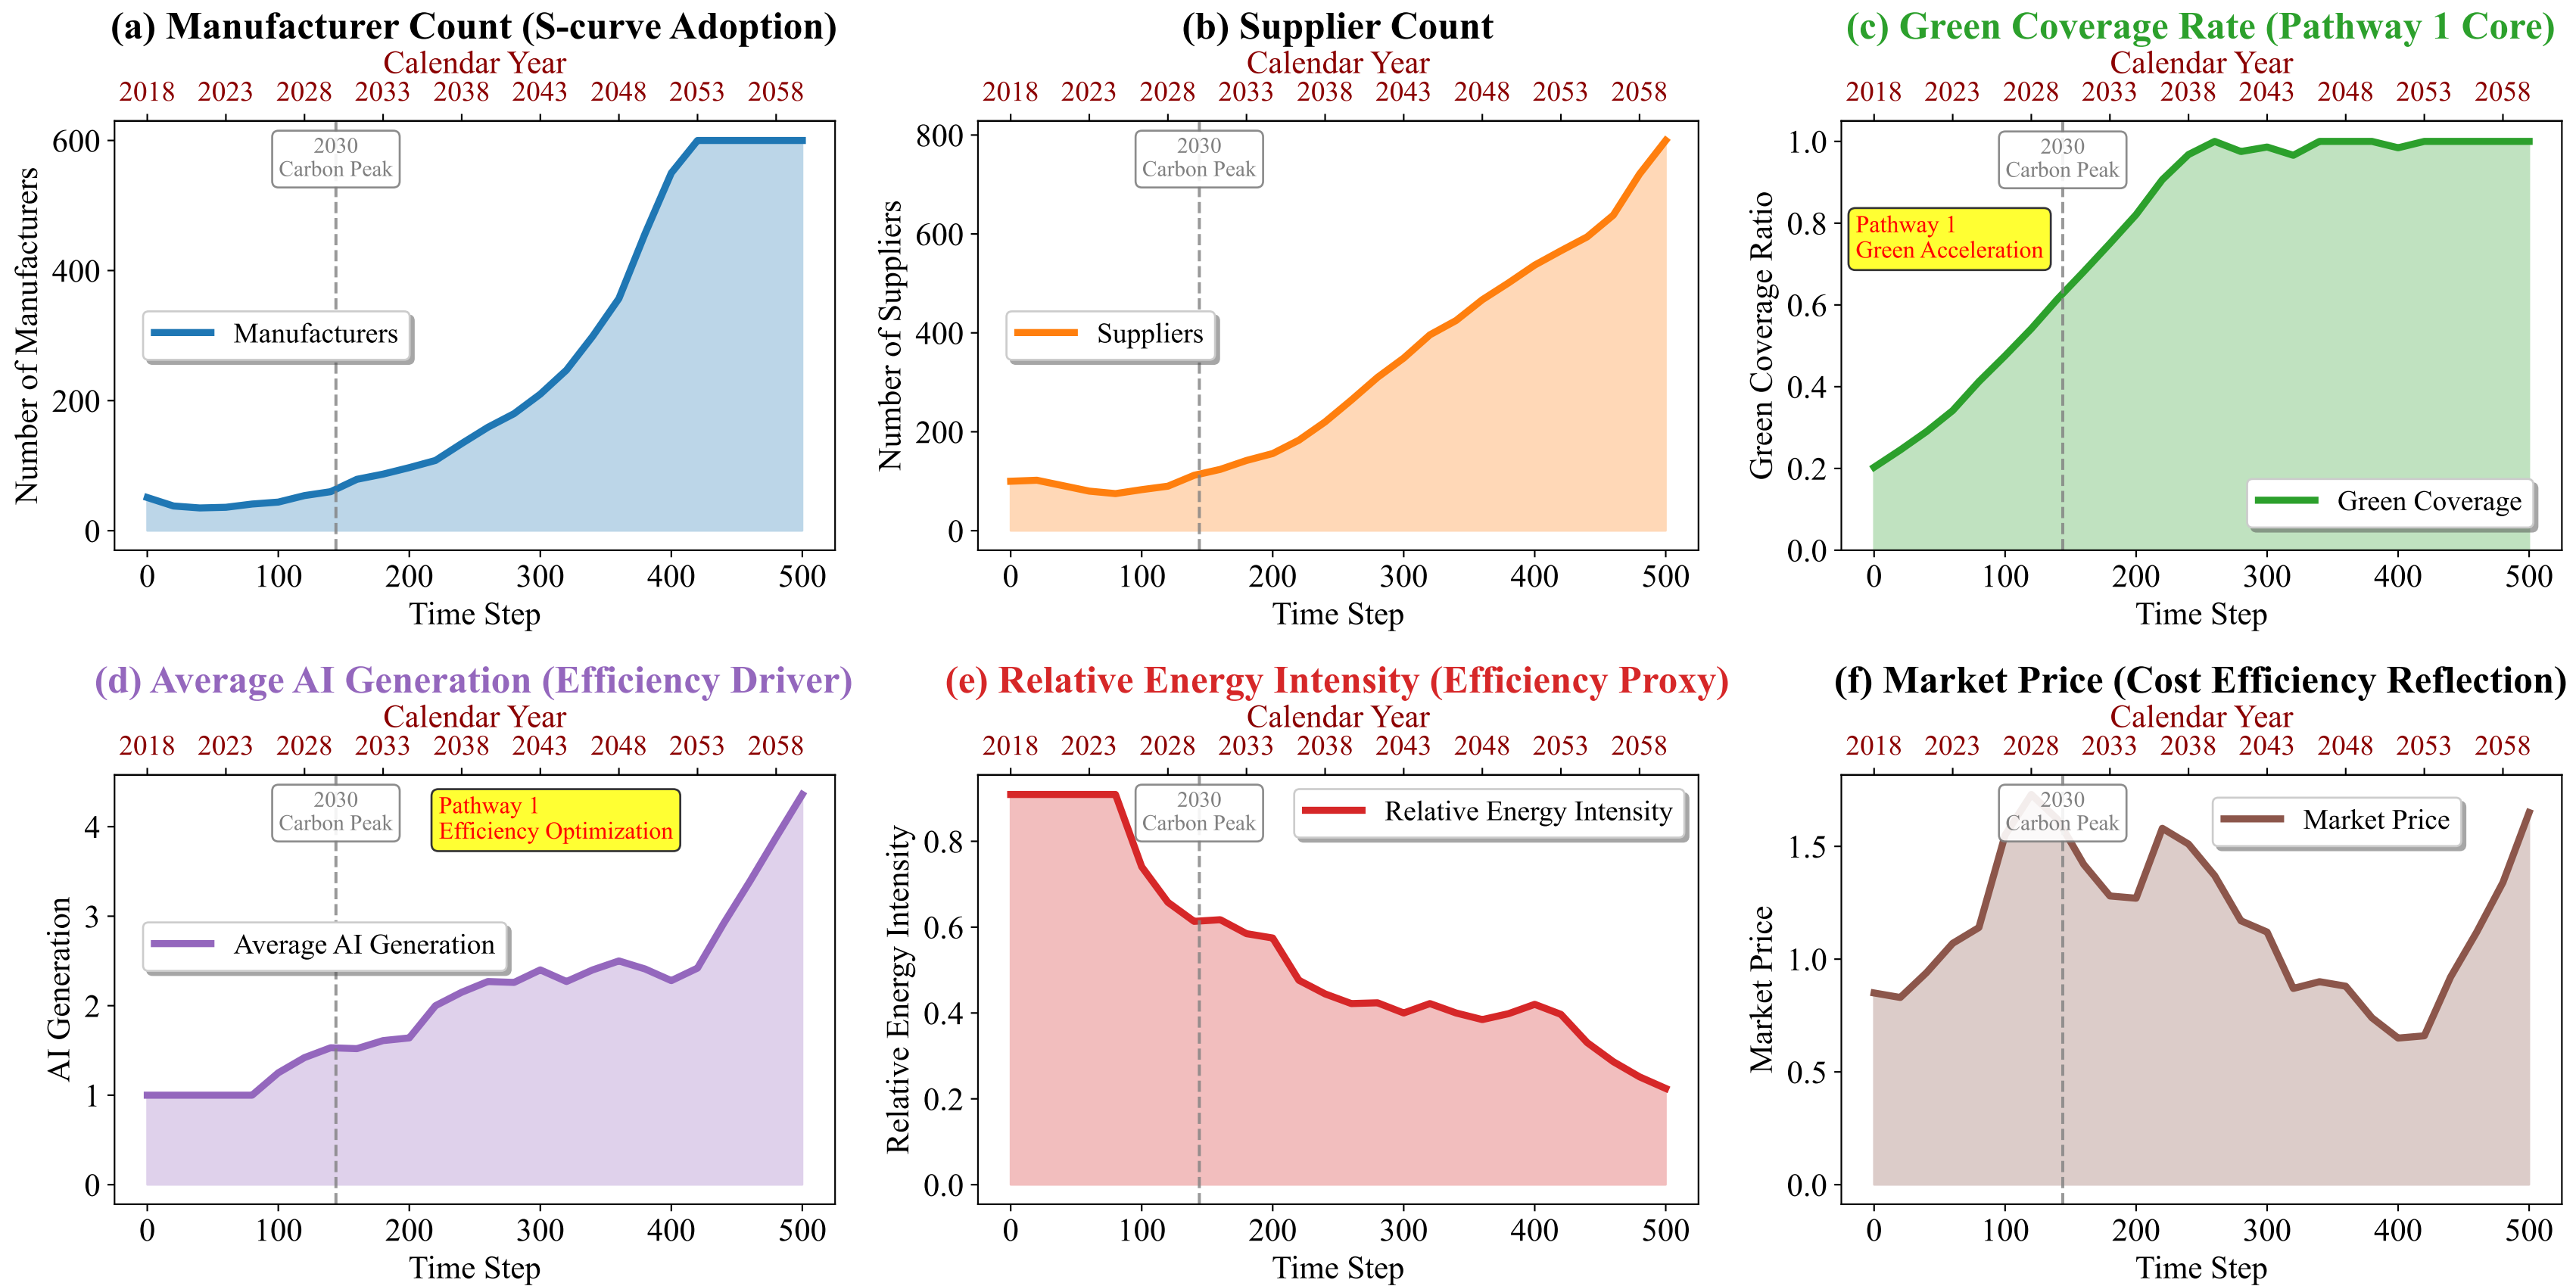 (a) Manufacturer Count (S-curve Adoption)
Calendar Year
2018 2023 2028 2033 2038 2043 2048 2053 2058
2030
Carbon Peak
Manufacturers
Number of Manufacturers
600
400
200
0
0 100 200 300 400 500
Time Step
(b) Supplier Count
Calendar Year
2018 2023 2028 2033 2038 2043 2048 2053 2058
2030
Carbon Peak
Suppliers
Number of Suppliers
800
600
400
200
0
0 100 200 300 400 500
Time Step
(c) Green Coverage Rate (Pathway 1 Core)
Calendar Year
2018 2023 2028 2033 2038 2043 2048 2053 2058
2030
Carbon Peak
Pathway 1
Green Acceleration
Green Coverage
Green Coverage Ratio
1.0
0.8
0.6
0.4
0.2
0.0
0 100 200 300 400 500
Time Step
(d) Average AI Generation (Efficiency Driver)
Calendar Year
2018 2023 2028 2033 2038 2043 2048 2053 2058
2030
Carbon Peak
Pathway 1
Efficiency Optimization
Average AI Generation
AI Generation
4
3
2
1
0
0 100 200 300 400 500
Time Step
(e) Relative Energy Intensity (Efficiency Proxy)
Calendar Year
2018 2023 2028 2033 2038 2043 2048 2053 2058
2030
Carbon Peak
Relative Energy Intensity
Relative Energy Intensity
0.8
0.6
0.4
0.2
0.0
0 100 200 300 400 500
Time Step
(f) Market Price (Cost Efficiency Reflection)
Calendar Year
2018 2023 2028 2033 2038 2043 2048 2053 2058
2030
Carbon Peak
Market Price
Market Price
1.5
1.0
0.5
0.0
0 100 200 300 400 500
Time Step